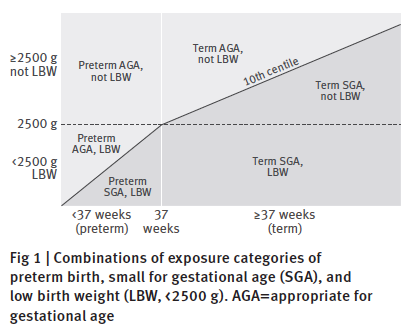 ≥2500 g
not LBW
Preterm AGA,
not LBW
Term AGA,
not LBW
10th centile
Term SGA,
not LBW
2500 g
Preterm
AGA, LBW
<2500 g
LBW
Preterm
SGA, LBW
Term SGA,
LBW
<37 weeks
(preterm)
37
weeks
≥37 weeks
(term)
Fig 1 | Combinations of exposure categories of
preterm birth, small for gestational age (SGA), and
low birth weight (LBW, <2500 g). AGA=appropriate for
gestational age